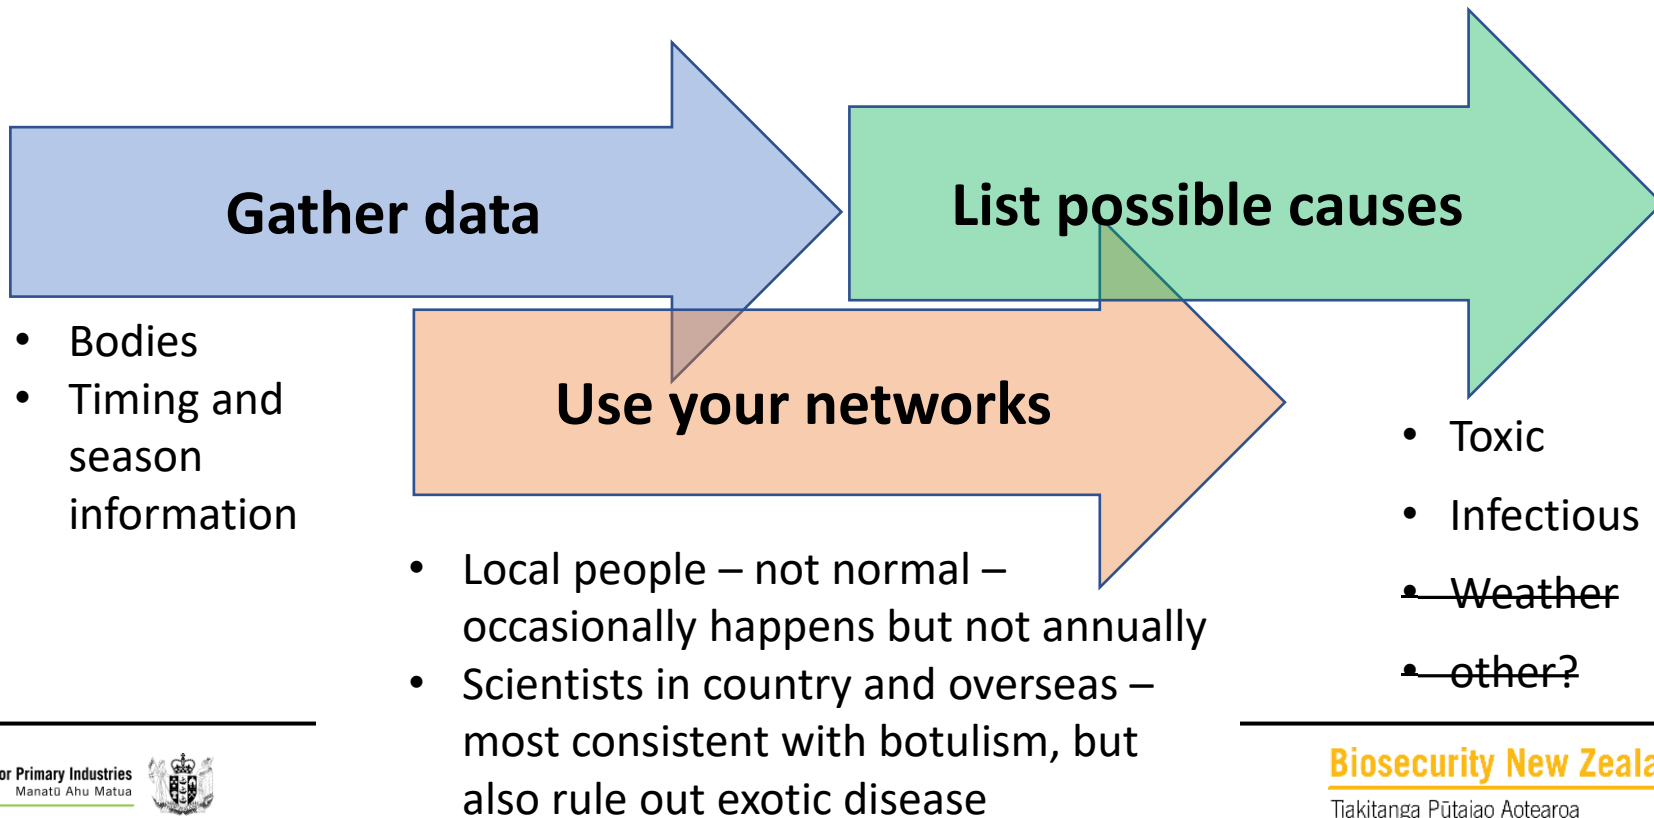 Gather data
List possible causes
• Bodies
• Timing and
season
information
Use your networks
• Local people – not normal –
occasionally happens but not annually
• Scientists in country and overseas –
most consistent with botulism, but
also rule out exotic disease
• Toxic
• Infectious
• Weather
• other?
or Primary Industries
Manatū Ahu Matua
Biosecurity New Zeala
Tiakitanga Pūtaiao Aotearoa